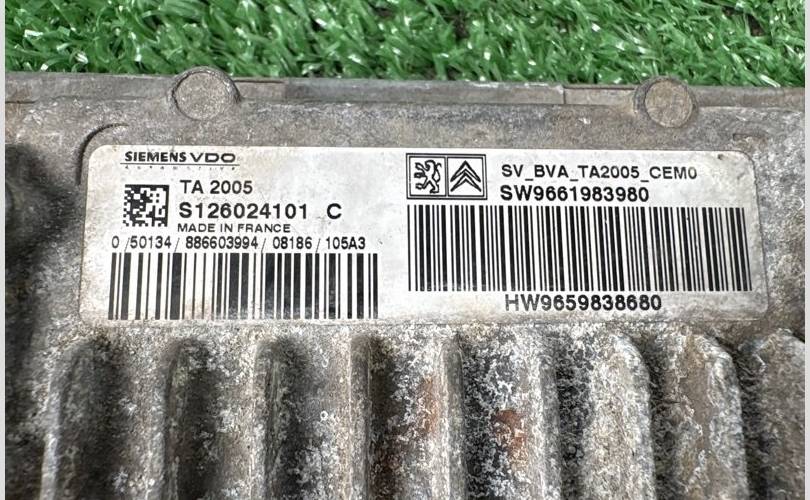 SIEMENS VDO
TA 2005
S126024101 C
MADE IN FRANCE
0 /50134 / 886603994 / 08186 / 105A3
SV_BVA_TA2005_CEM0
SW9661983980
HW9659838680